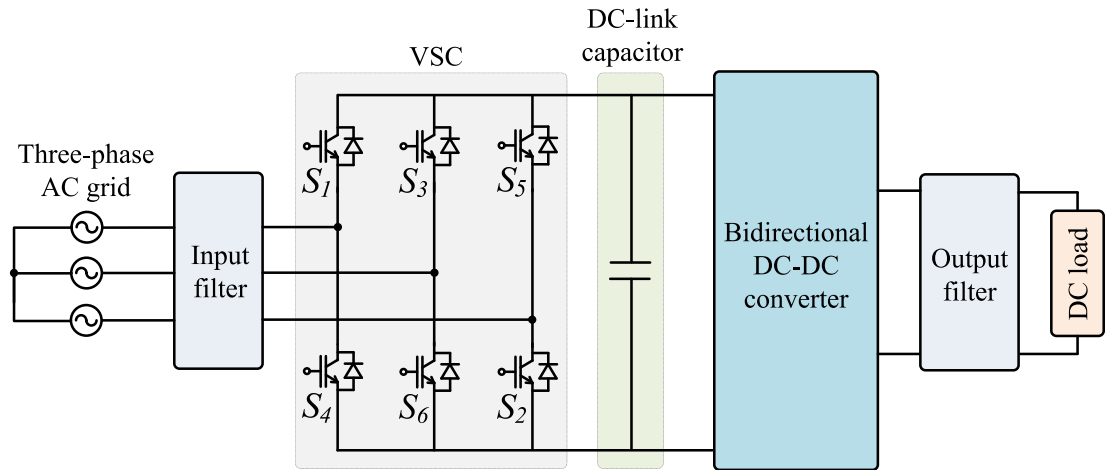 DC-link
capacitor
VSC
Three-phase
AC grid
S1
S3
S5
Input
filter
Bidirectional
DC-DC
converter
Output
filter
DC load
S4
S6
S2